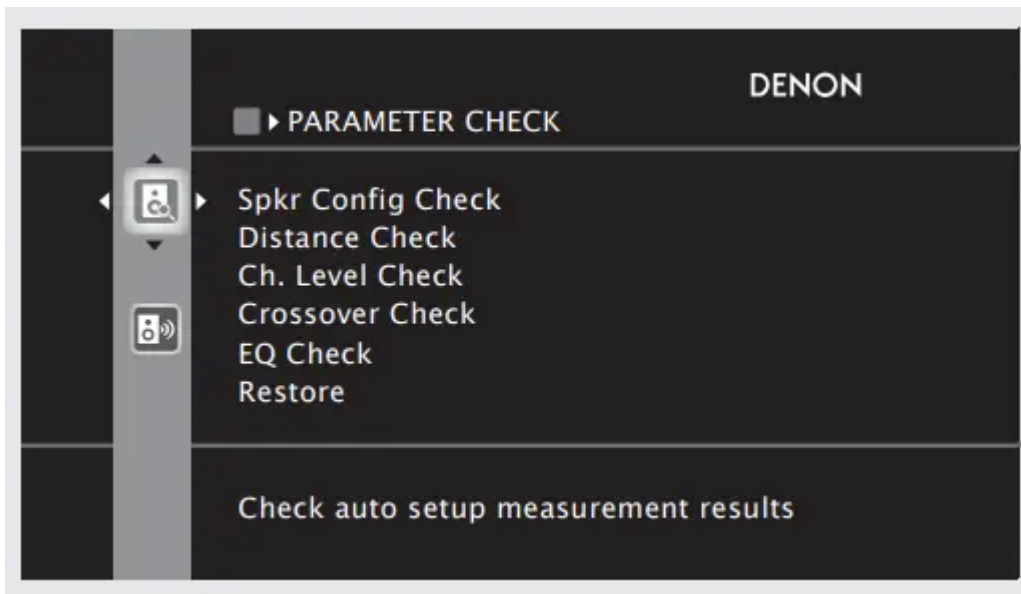 DENON
PARAMETER CHECK
Spkr Config Check
Distance Check
Ch. Level Check
Crossover Check
EQ Check
Restore
Check auto setup measurement results